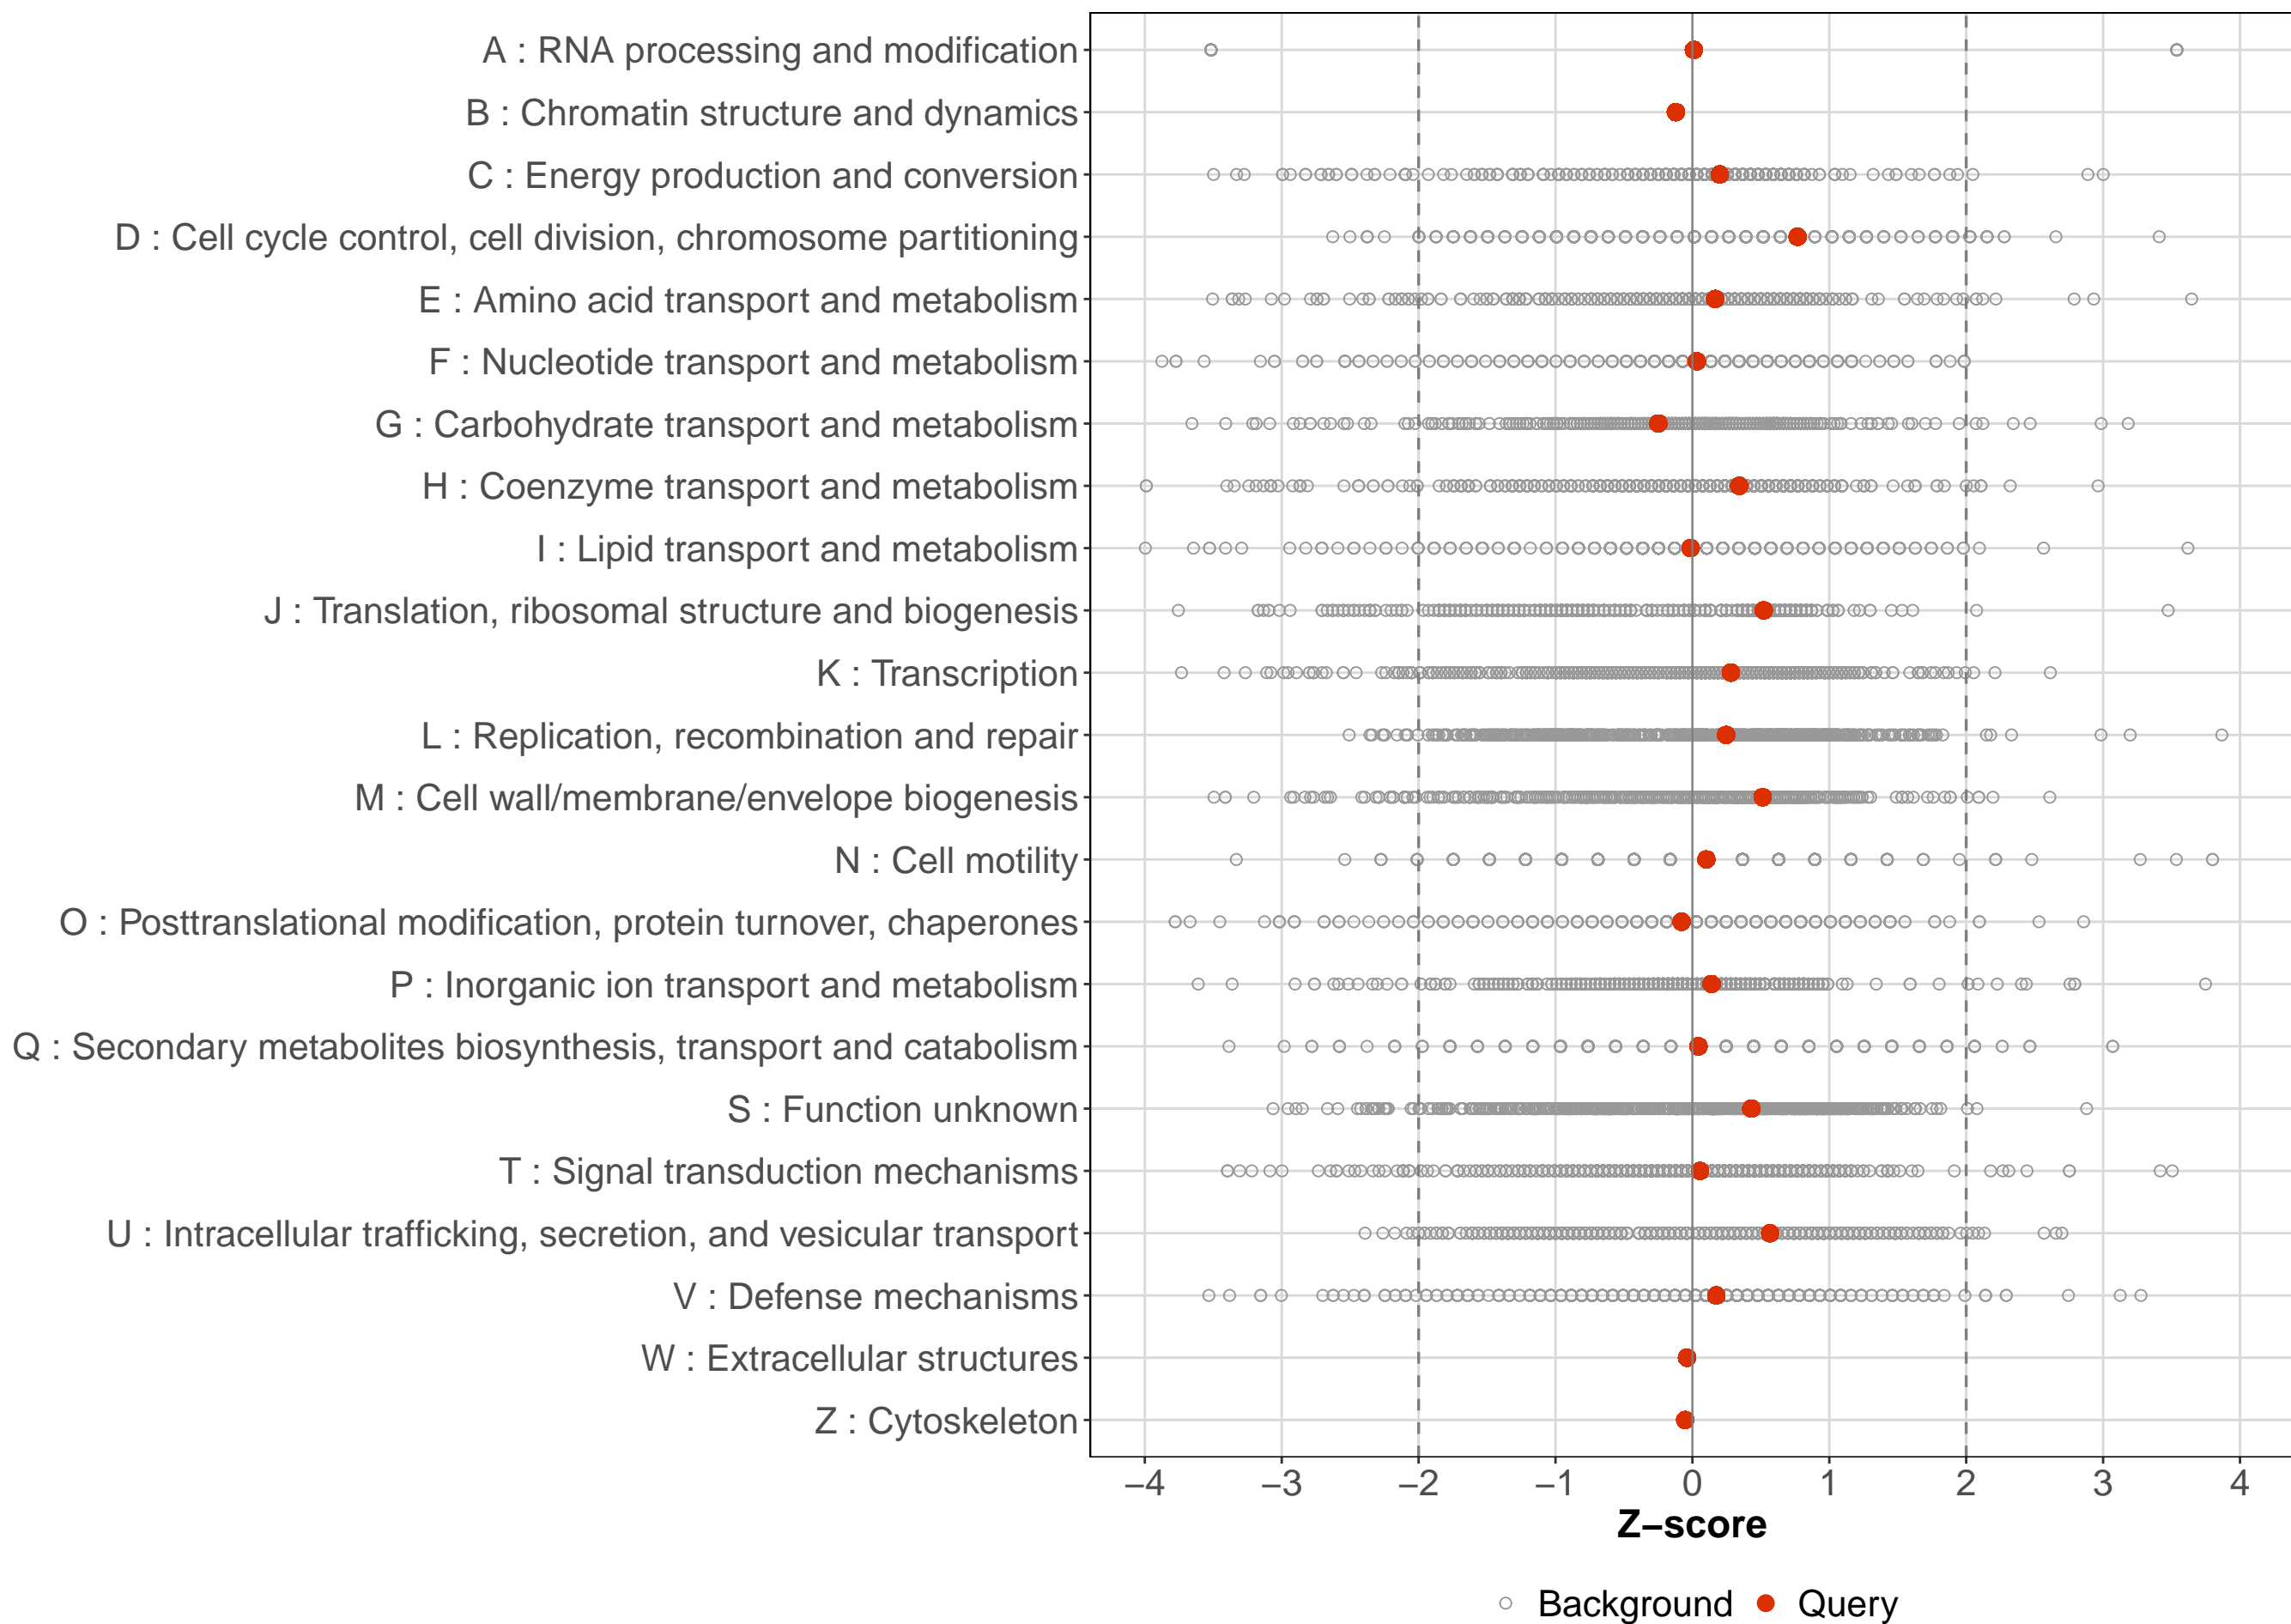 A : RNA processing and modification
B : Chromatin structure and dynamics
C : Energy production and conversion
D : Cell cycle control, cell division, chromosome partitioning
E : Amino acid transport and metabolism
F : Nucleotide transport and metabolism
G : Carbohydrate transport and metabolism
H : Coenzyme transport and metabolism
I : Lipid transport and metabolism
J : Translation, ribosomal structure and biogenesis
K : Transcription
L : Replication, recombination and repair
M : Cell wall/membrane/envelope biogenesis
N : Cell motility
O : Posttranslational modification, protein turnover, chaperones
P : Inorganic ion transport and metabolism
Q : Secondary metabolites biosynthesis, transport and catabolism
S : Function unknown
T : Signal transduction mechanisms
U : Intracellular trafficking, secretion, and vesicular transport
V : Defense mechanisms
W : Extracellular structures
Z : Cytoskeleton
−4 −3 −2 −1 0 1 2 3 4
Z−score
Background Query